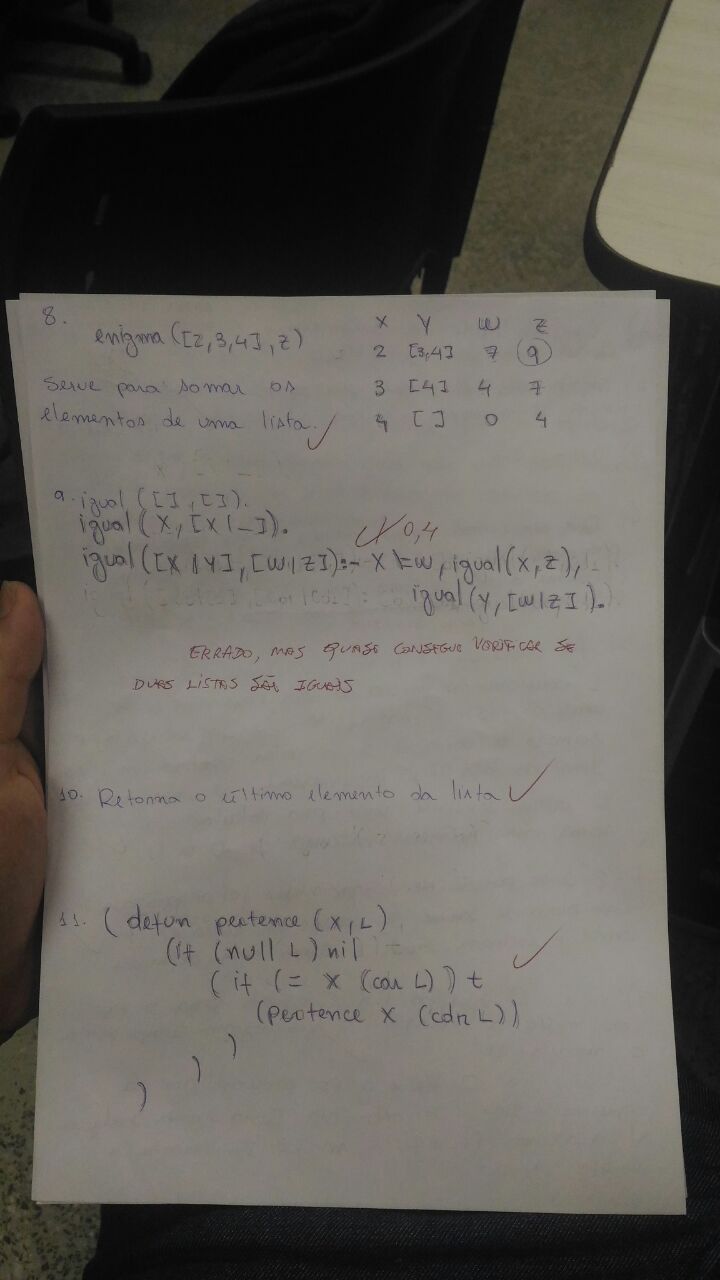 8.
enigma([2,3,4], z)
Serve para somar os
elementos de uma lista.
X Y W Z
2 [3,4] 7 9
3 [4] 4 7
4 [ ] 0 4
9. igual([ ], [ ]).
igual(X, [X|_]).
0,4
igual([X|Y], [W|Z]):- X \= W, igual(X, Z),
igual(Y, [W|Z]).
ERRADO, MAS QUASE CONSEGUE VERIFICAR SE
DUAS LISTAS SÃO IGUAIS
10. Retorna o último elemento da lista
11. (defun pertence (X, L)
(if (null L) nil
(if (= X (car L)) t
(pertence X (cdr L))
)
)
)